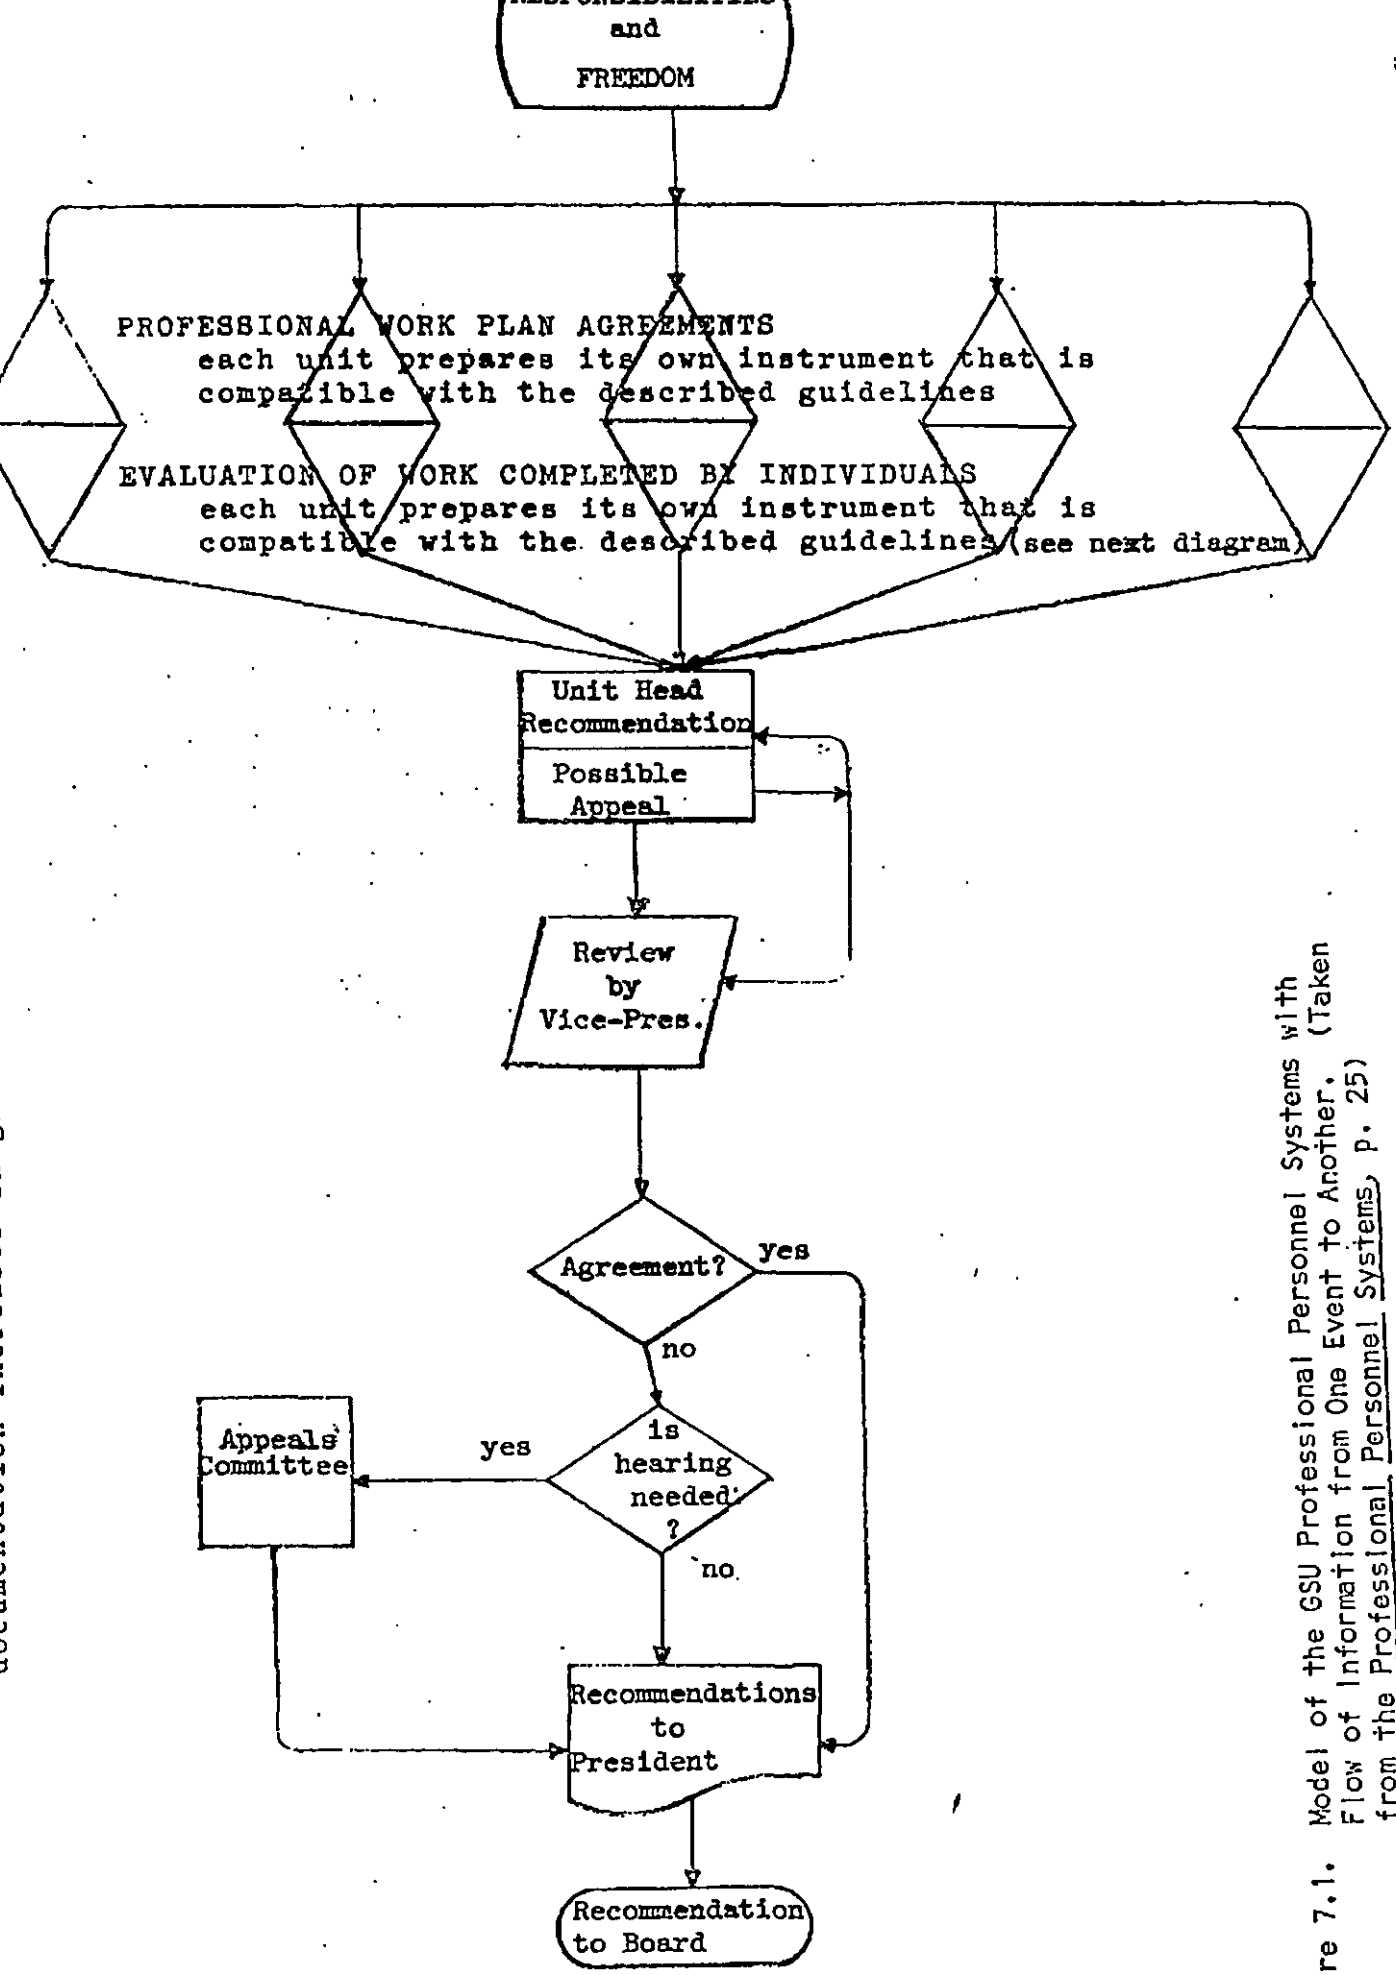 and
FREEDOM
PROFESSIONAL WORK PLAN AGREEMENTS
each unit prepares its own instrument that is
compatible with the described guidelines
EVALUATION OF WORK COMPLETED BY INDIVIDUALS
each unit prepares its own instrument that is
compatible with the described guidelines (see next diagram)
Unit Head
Recommendation
Possible
Appeal
Review
by
Vice-Pres.
Agreement?
yes
no
is
hearing
needed
?
yes
no
Appeals
Committee
Recommendations
to
President
Recommendation
to Board
re 7.1. Model of the GSU Professional Personnel Systems with
Flow of Information from One Event to Another. (Taken
from the Professional Personnel Systems, p. 25)